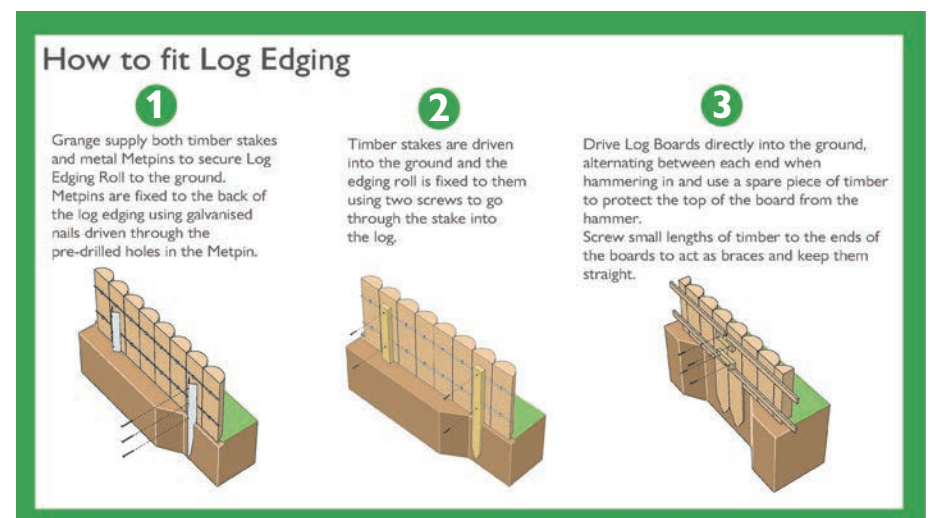 How to fit Log Edging
1
Grange supply both timber stakes
and metal Metpins to secure Log
Edging Roll to the ground.
Metpins are fixed to the back of
the log edging using galvanised
nails driven through the
pre-drilled holes in the Metpin.
2
Timber stakes are driven
into the ground and the
edging roll is fixed to them
using two screws to go
through the stake into
the log.
3
Drive Log Boards directly into the ground,
alternating between each end when
hammering in and use a spare piece of timber
to protect the top of the board from the
hammer.
Screw small lengths of timber to the ends of
the boards to act as braces and keep them
straight.